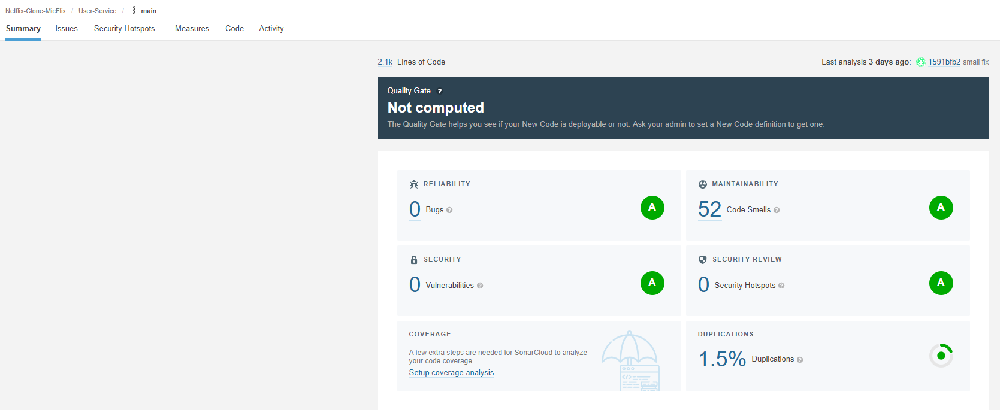 Netflix-Clone-MicFlix / User-Service / main
Summary Issues Security Hotspots Measures Code Activity
2.1k Lines of Code Last analysis 3 days ago: 1591bfb2 small fix
Quality Gate ?
Not computed
The Quality Gate helps you see if your New Code is deployable or not. Ask your admin to set a New Code definition to get one.
RELIABILITY
0 Bugs ?
A
MAINTAINABILITY
52 Code Smells ?
A
SECURITY
0 Vulnerabilities ?
A
SECURITY REVIEW
0 Security Hotspots ?
A
COVERAGE
A few extra steps are needed for SonarCloud to analyze
your code coverage
Setup coverage analysis
</>
DUPLICATIONS
1.5% Duplications ?